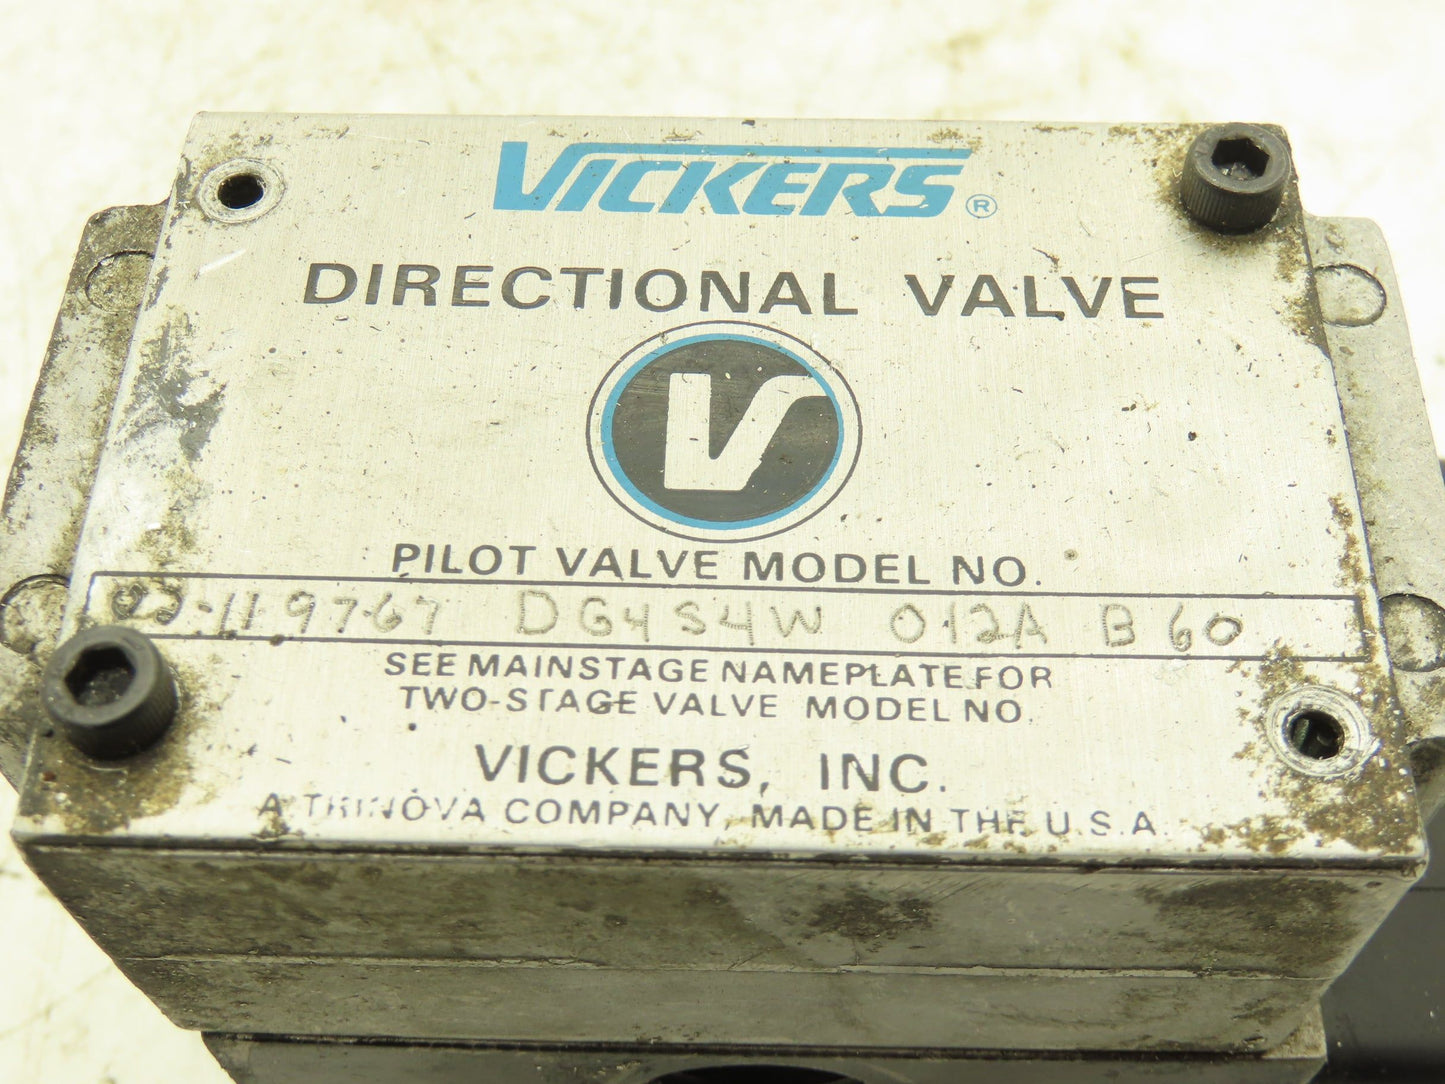 VICKERS®
DIRECTIONAL VALVE
V
PILOT VALVE MODEL NO.
02-119767 DG4S4W 012A B 60
SEE MAINSTAGE NAMEPLATE FOR
TWO-STAGE VALVE MODEL NO.
VICKERS, INC.
A TRINOVA COMPANY, MADE IN THE U.S.A.